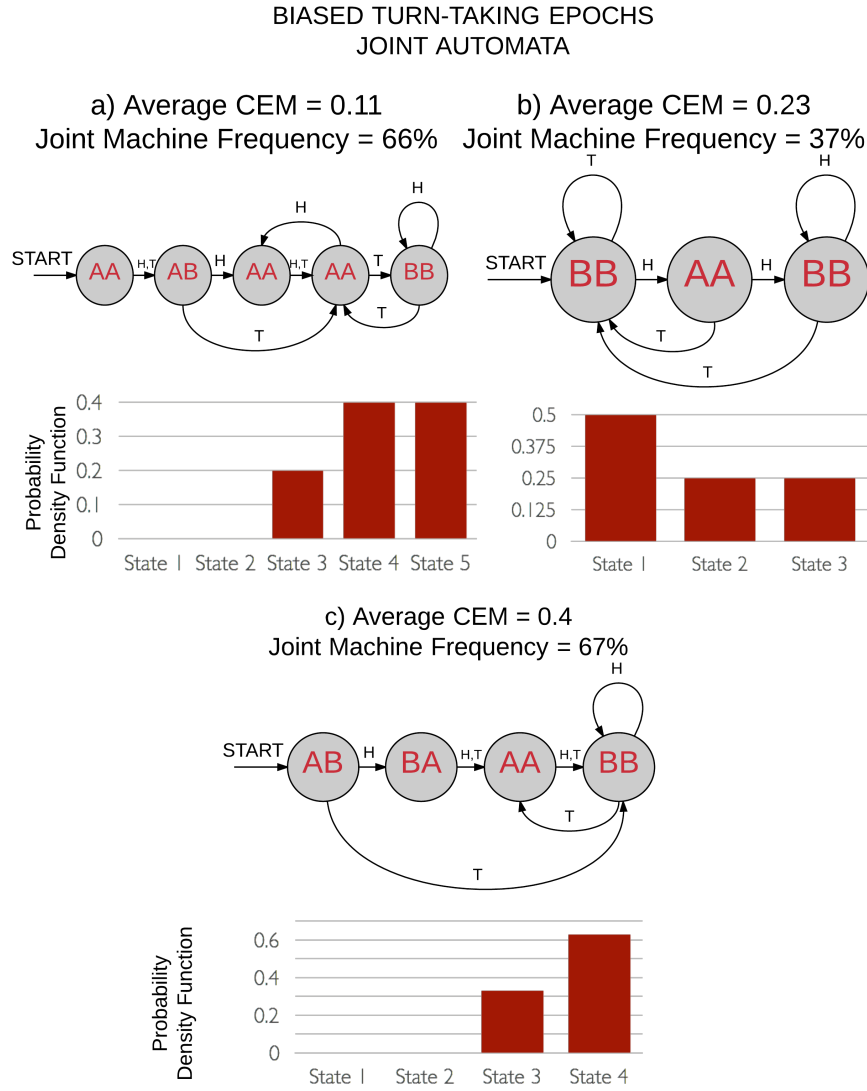 BIASED TURN-TAKING EPOCHS
JOINT AUTOMATA
a) Average CEM = 0.11
Joint Machine Frequency = 66%
H
H
START
AA
H,T
AB
H
AA
H,T
AA
T
BB
T
T
Probability
Density Function
0.4
0.3
0.2
0.1
0
State 1 State 2 State 3 State 4 State 5
b) Average CEM = 0.23
Joint Machine Frequency = 37%
T
H
START
BB
H
AA
H
BB
T
T
0.5
0.375
0.25
0.125
0
State 1 State 2 State 3
c) Average CEM = 0.4
Joint Machine Frequency = 67%
H
START
AB
H
BA
H,T
AA
H,T
BB
T
T
Probability
Density Function
0.6
0.4
0.2
0
State 1 State 2 State 3 State 4